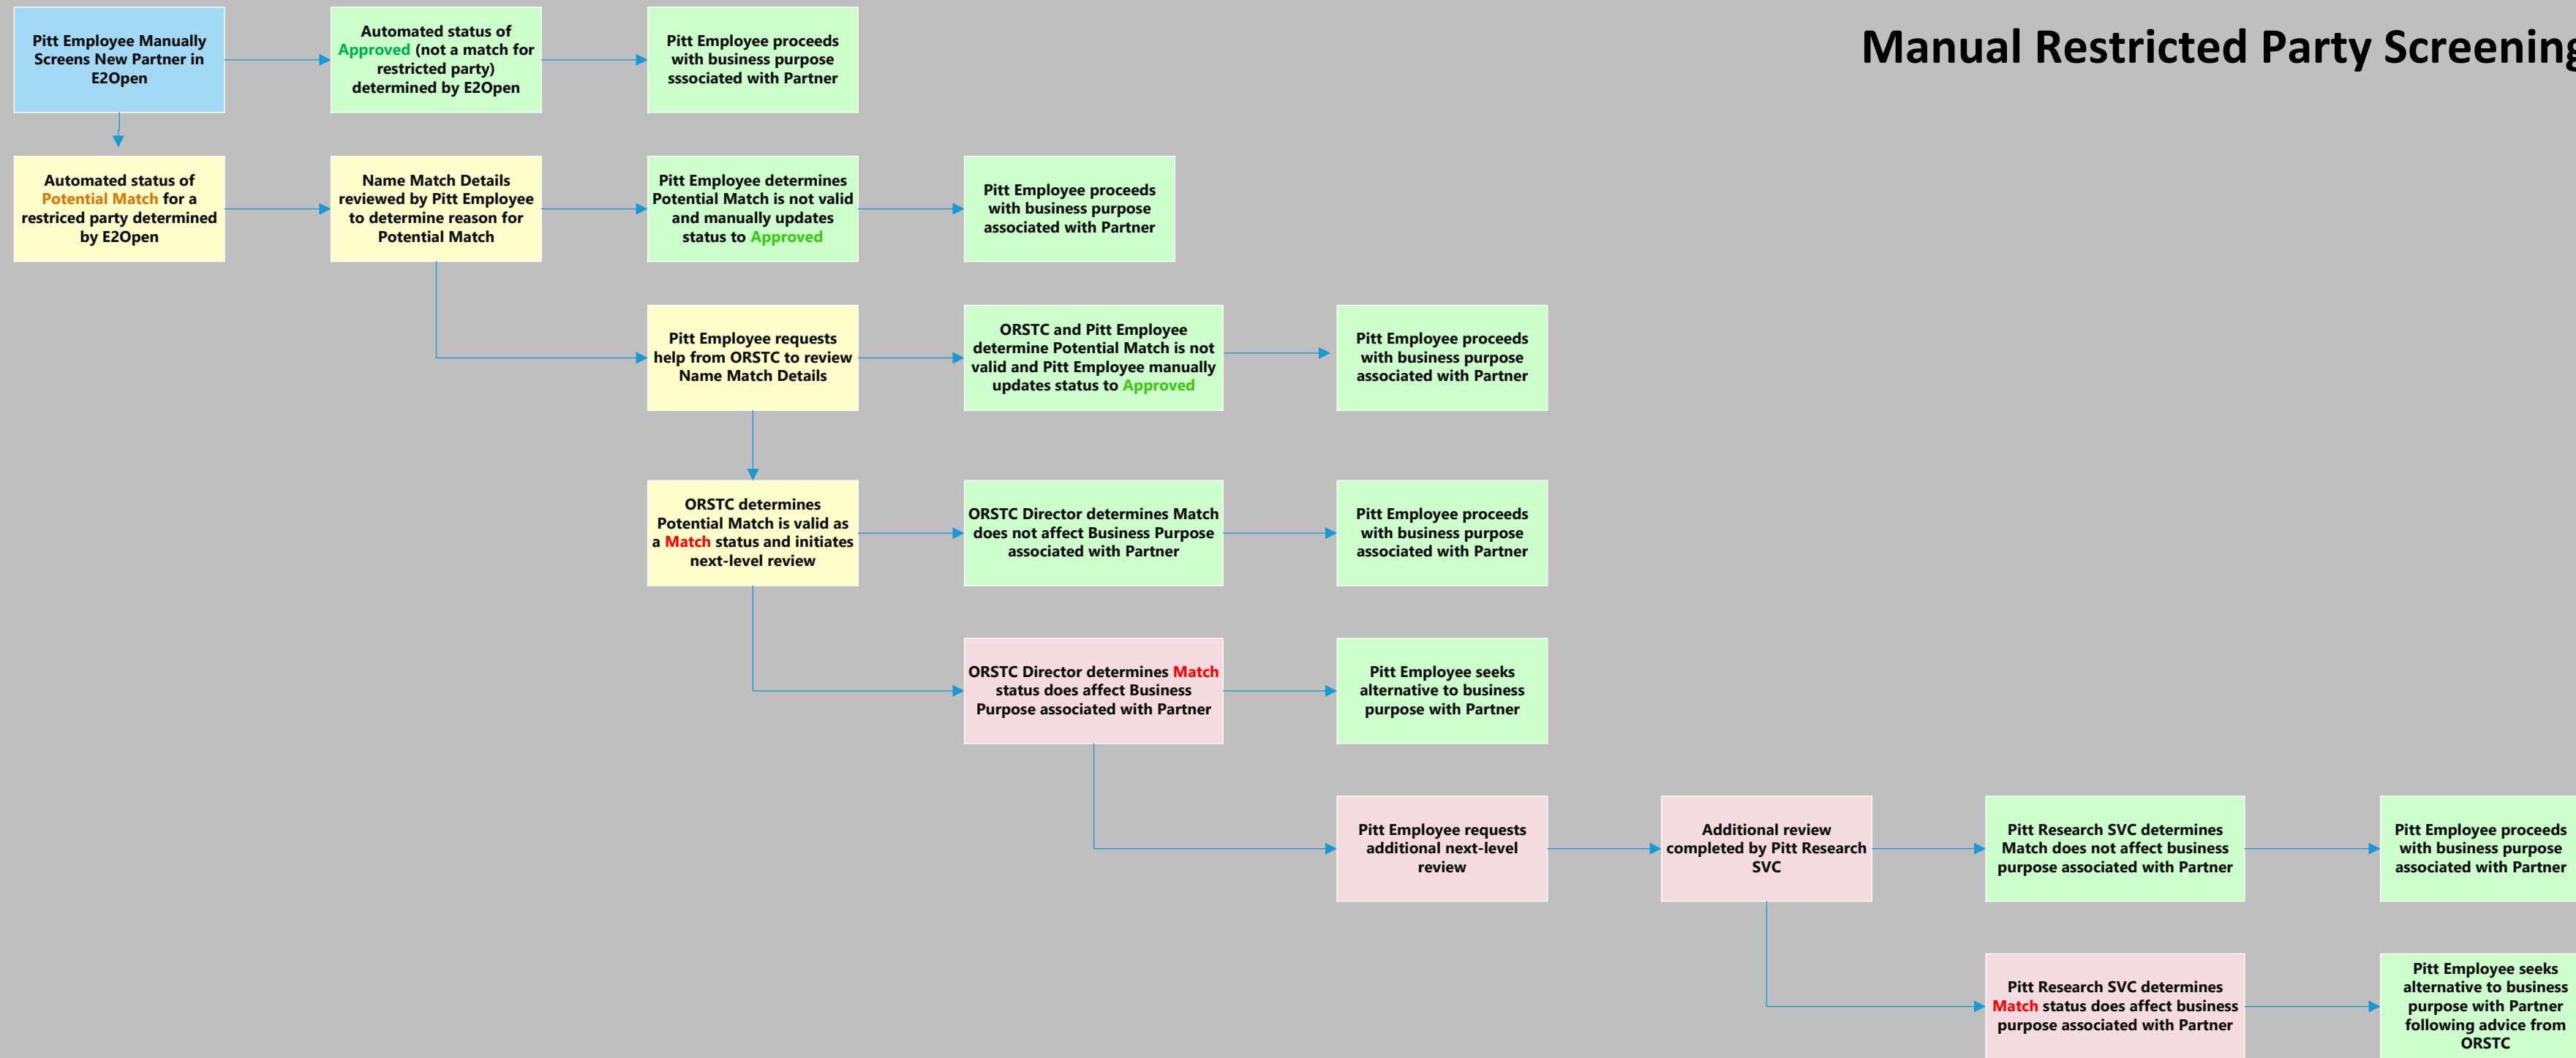 Manual Restricted Party Screening
Pitt Employee Manually
Screens New Partner in
E2Open
Automated status of
Approved (not a match for
restricted party)
determined by E2Open
Pitt Employee proceeds
with business purpose
sssociated with Partner
Automated status of
Potential Match for a
restriced party determined
by E2Open
Name Match Details
reviewed by Pitt Employee
to determine reason for
Potential Match
Pitt Employee determines
Potential Match is not valid
and manually updates
status to Approved
Pitt Employee proceeds
with business purpose
associated with Partner
Pitt Employee requests
help from ORSTC to review
Name Match Details
ORSTC and Pitt Employee
determine Potential Match is not
valid and Pitt Employee manually
updates status to Approved
Pitt Employee proceeds
with business purpose
associated with Partner
ORSTC determines
Potential Match is valid as
a Match status and initiates
next-level review
ORSTC Director determines Match
does not affect Business Purpose
associated with Partner
Pitt Employee proceeds
with business purpose
associated with Partner
ORSTC Director determines Match
status does affect Business
Purpose associated with Partner
Pitt Employee seeks
alternative to business
purpose with Partner
Pitt Employee requests
additional next-level
review
Additional review
completed by Pitt Research
SVC
Pitt Research SVC determines
Match does not affect business
purpose associated with Partner
Pitt Employee proceeds
with business purpose
associated with Partner
Pitt Research SVC determines
Match status does affect business
purpose associated with Partner
Pitt Employee seeks
alternative to business
purpose with Partner
following advice from
ORSTC